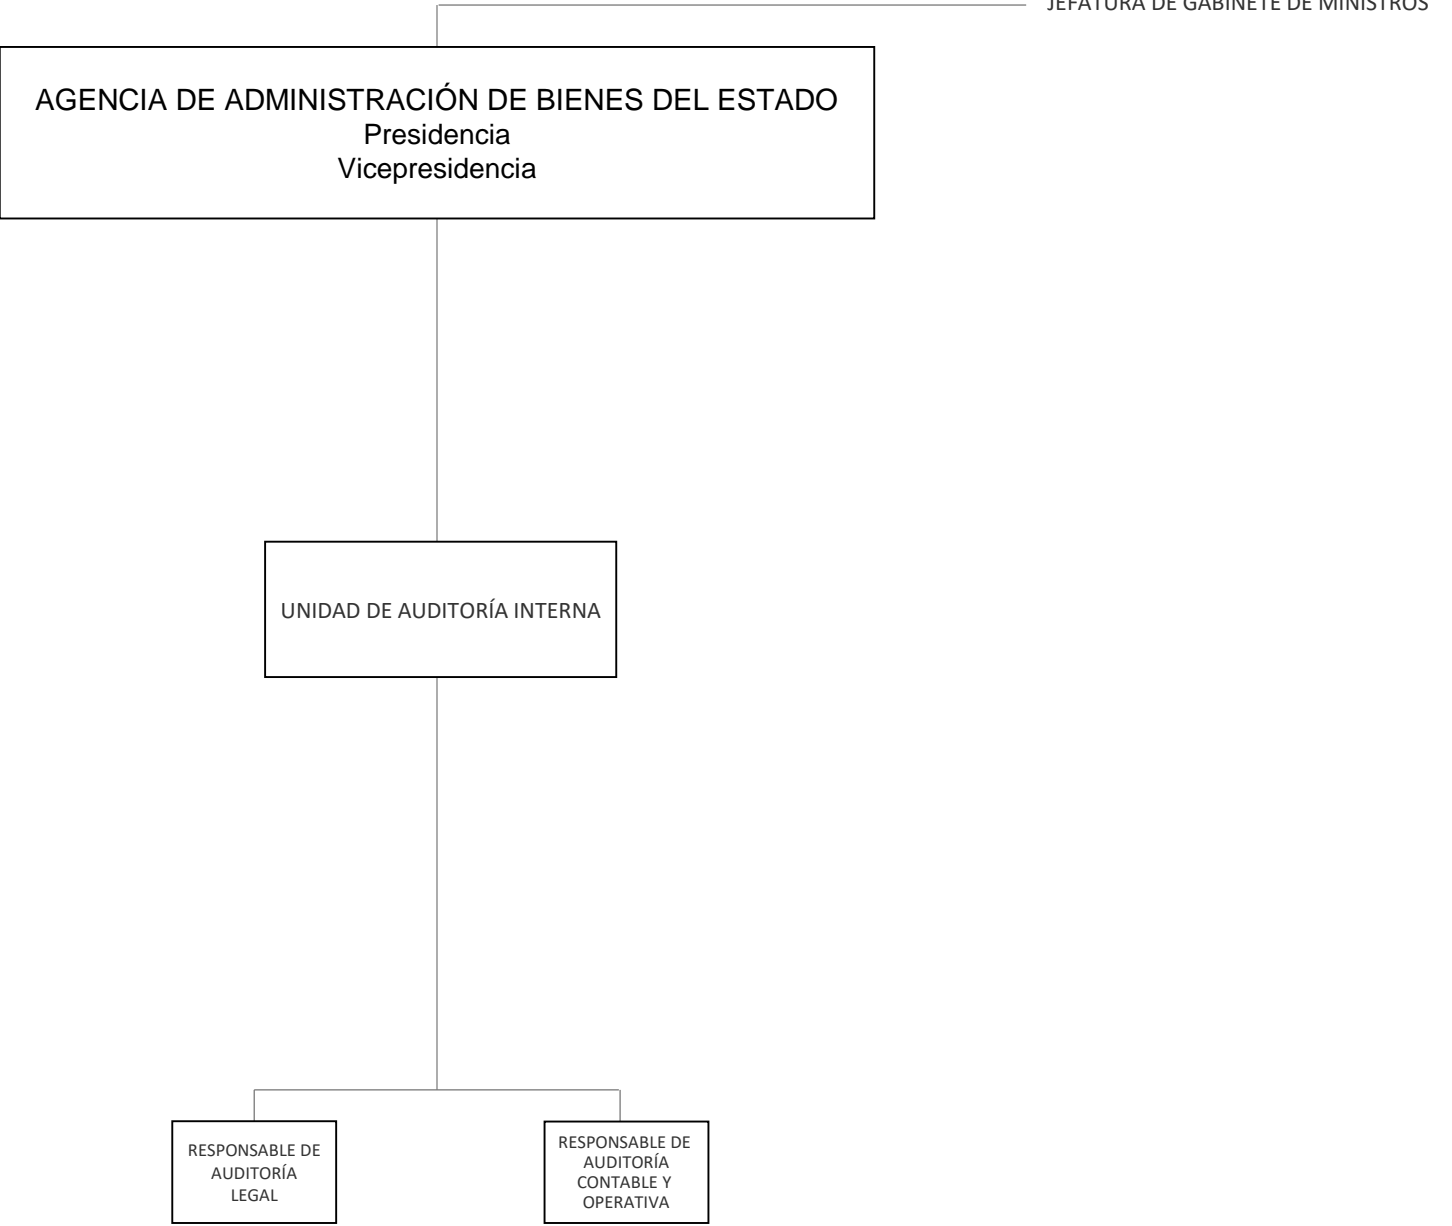 JEFATURA DE GABINETE DE MINISTROS
AGENCIA DE ADMINISTRACIÓN DE BIENES DEL ESTADO
Presidencia
Vicepresidencia
UNIDAD DE AUDITORÍA INTERNA
RESPONSABLE DE
AUDITORÍA
LEGAL
RESPONSABLE DE
AUDITORÍA
CONTABLE Y
OPERATIVA